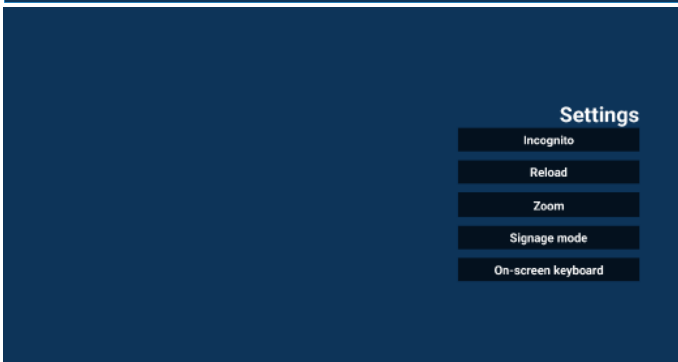 Settings
Incognito
Reload
Zoom
Signage mode
On-screen keyboard